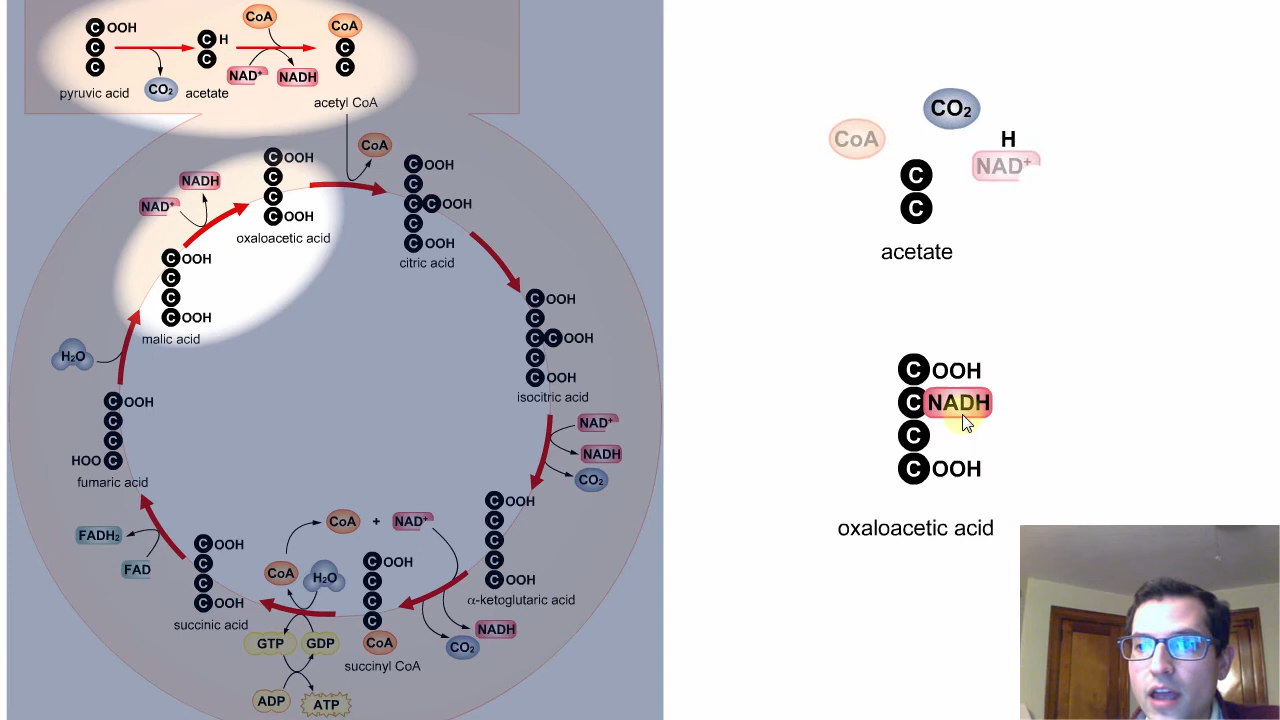 C OOH
C
C
pyruvic acid
CO₂
C H
C
acetate
CoA
NAD⁺
NADH
CoA
C
C
acetyl CoA
CoA
C OOH
C
C C OOH
C
C OOH
citric acid
C OOH
C
C C OOH
C
C OOH
isocitric acid
NAD⁺
NADH
CO₂
C OOH
C
C
C
C OOH
α-ketoglutaric acid
NADH
CO₂
CoA + NAD⁺
C OOH
C
C
C
CoA
succinyl CoA
CoA
H₂O
GTP
GDP
ADP
ATP
C OOH
C
C
C OOH
succinic acid
FADH₂
FAD
C OOH
C
C
HOO C
fumaric acid
H₂O
C OOH
C
C
C OOH
malic acid
NADH
NAD⁺
C OOH
C
C
C OOH
oxaloacetic acid
CO₂
CoA
H
NAD⁺
C
C
acetate
C OOH
C NADH
C
C OOH
oxaloacetic acid